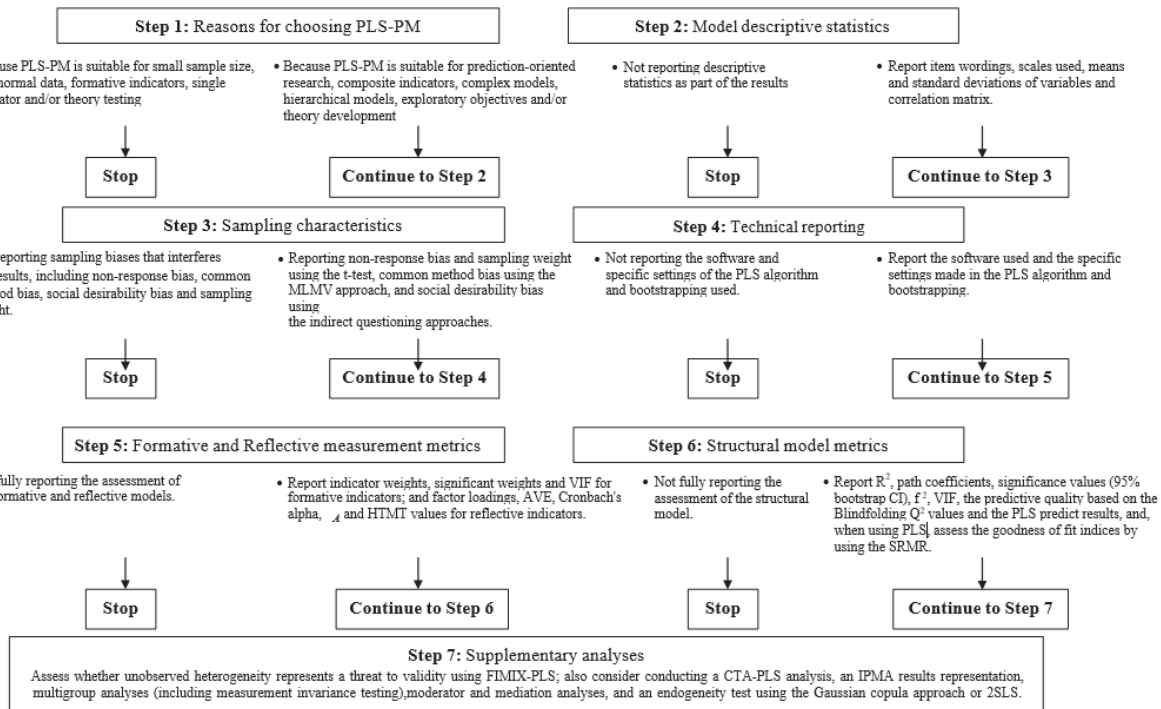 Step 1: Reasons for choosing PLS-PM
use PLS-PM is suitable for small sample size,
normal data, formative indicators, single
ator and/or theory testing
• Because PLS-PM is suitable for prediction-oriented
research, composite indicators, complex models,
hierarchical models, exploratory objectives and/or
theory development
Stop
Continue to Step 2
Step 2: Model descriptive statistics
• Not reporting descriptive
statistics as part of the results
• Report item wordings, scales used, means
and standard deviations of variables and
correlation matrix.
Stop
Continue to Step 3
Step 3: Sampling characteristics
reporting sampling biases that interferes
esults, including non-response bias, common
od bias, social desirability bias and sampling
ht.
• Reporting non-response bias and sampling weight
using the t-test, common method bias using the
MLMV approach, and social desirability bias
using
the indirect questioning approaches.
Stop
Continue to Step 4
Step 4: Technical reporting
• Not reporting the software and
specific settings of the PLS algorithm
and bootstrapping used.
• Report the software used and the specific
settings made in the PLS algorithm and
bootstrapping.
Stop
Continue to Step 5
Step 5: Formative and Reflective measurement metrics
fully reporting the assessment of
ormative and reflective models.
• Report indicator weights, significant weights and VIF for
formative indicators; and factor loadings, AVE, Cronbach's
alpha, A and HTMT values for reflective indicators.
Stop
Continue to Step 6
Step 6: Structural model metrics
• Not fully reporting the
assessment of the structural
model.
• Report R², path coefficients, significance values (95%
bootstrap CI), f², VIF, the predictive quality based on the
Blindfolding Q² values and the PLS predict results, and,
when using PLS, assess the goodness of fit indices by
using the SRMR.
Stop
Continue to Step 7
Step 7: Supplementary analyses
Assess whether unobserved heterogeneity represents a threat to validity using FIMIX-PLS; also consider conducting a CTA-PLS analysis, an IPMA results representation,
multigroup analyses (including measurement invariance testing),moderator and mediation analyses, and an endogeneity test using the Gaussian copula approach or 2SLS.